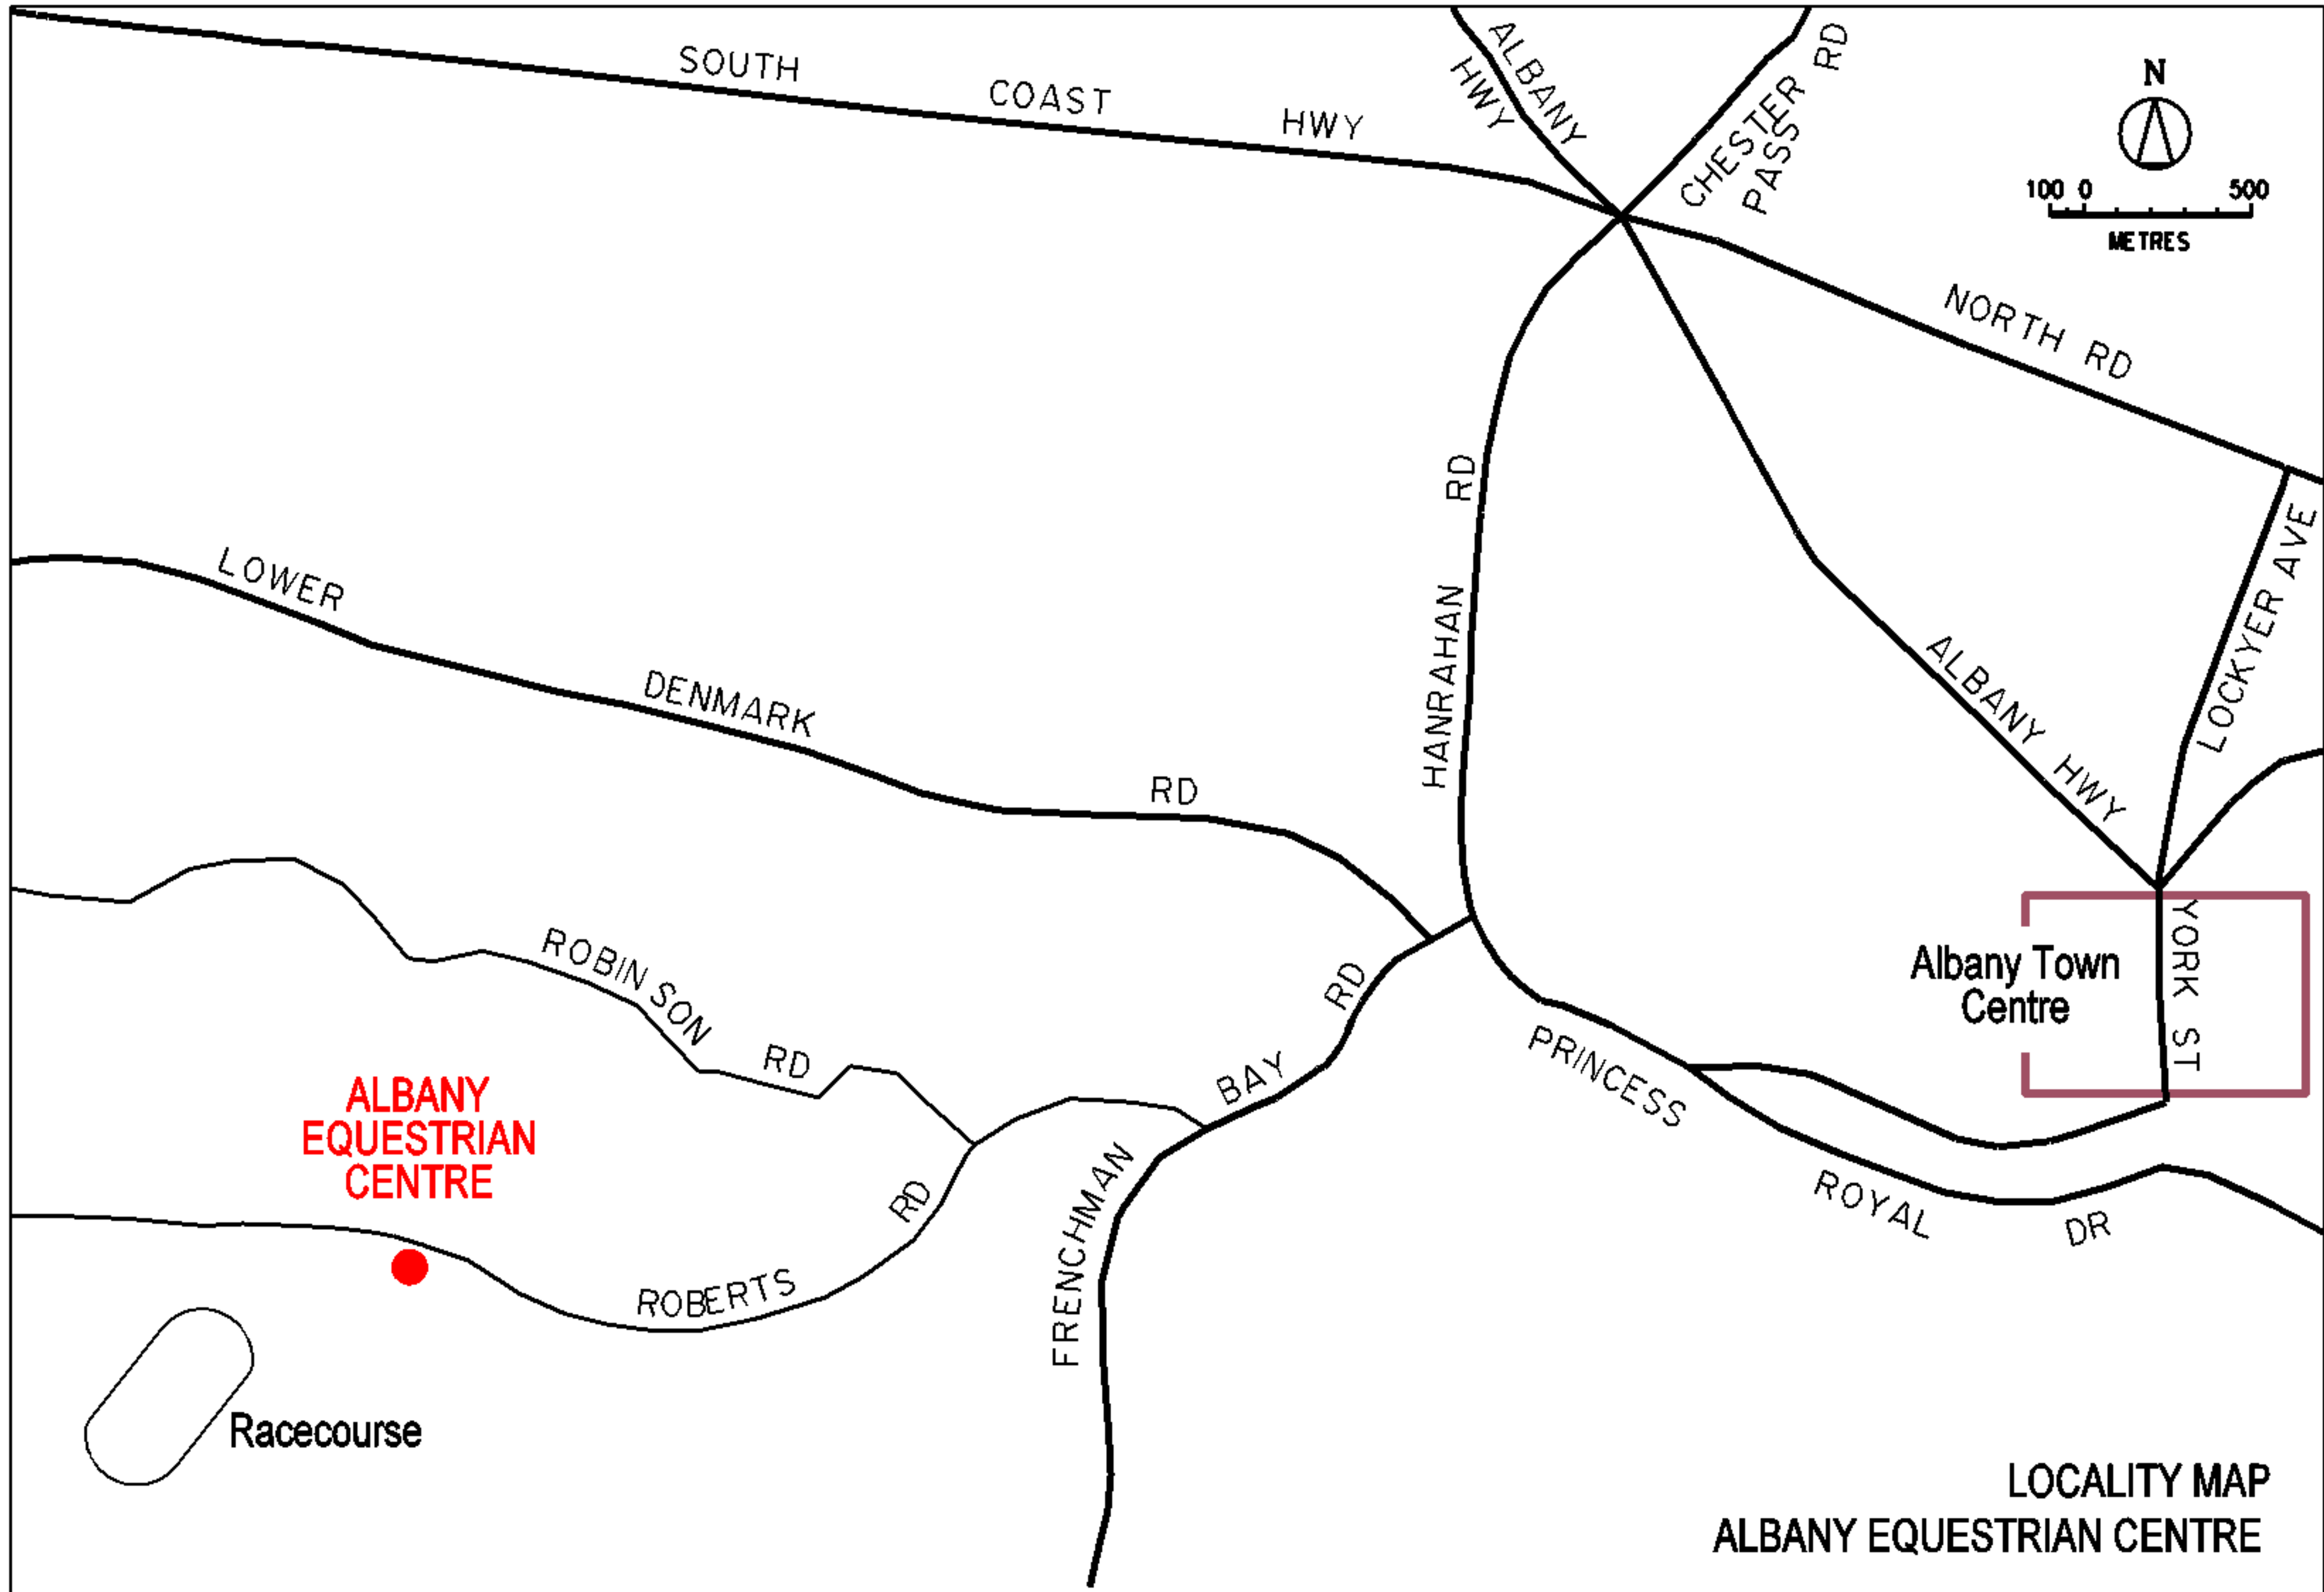 SOUTH COAST HWY
ALBANY HWY
CHESTER PASS RD
N
100 0 500
METRES
NORTH RD
LOCKYER AVE
HANRAHAN RD
ALBANY HWY
LOWER DENMARK RD
YORK ST
Albany Town
Centre
ROBINSON RD
FRENCHMAN BAY RD
PRINCESS ROYAL DR
ALBANY
EQUESTRIAN
CENTRE
ROBERTS RD
Racecourse
LOCALITY MAP
ALBANY EQUESTRIAN CENTRE